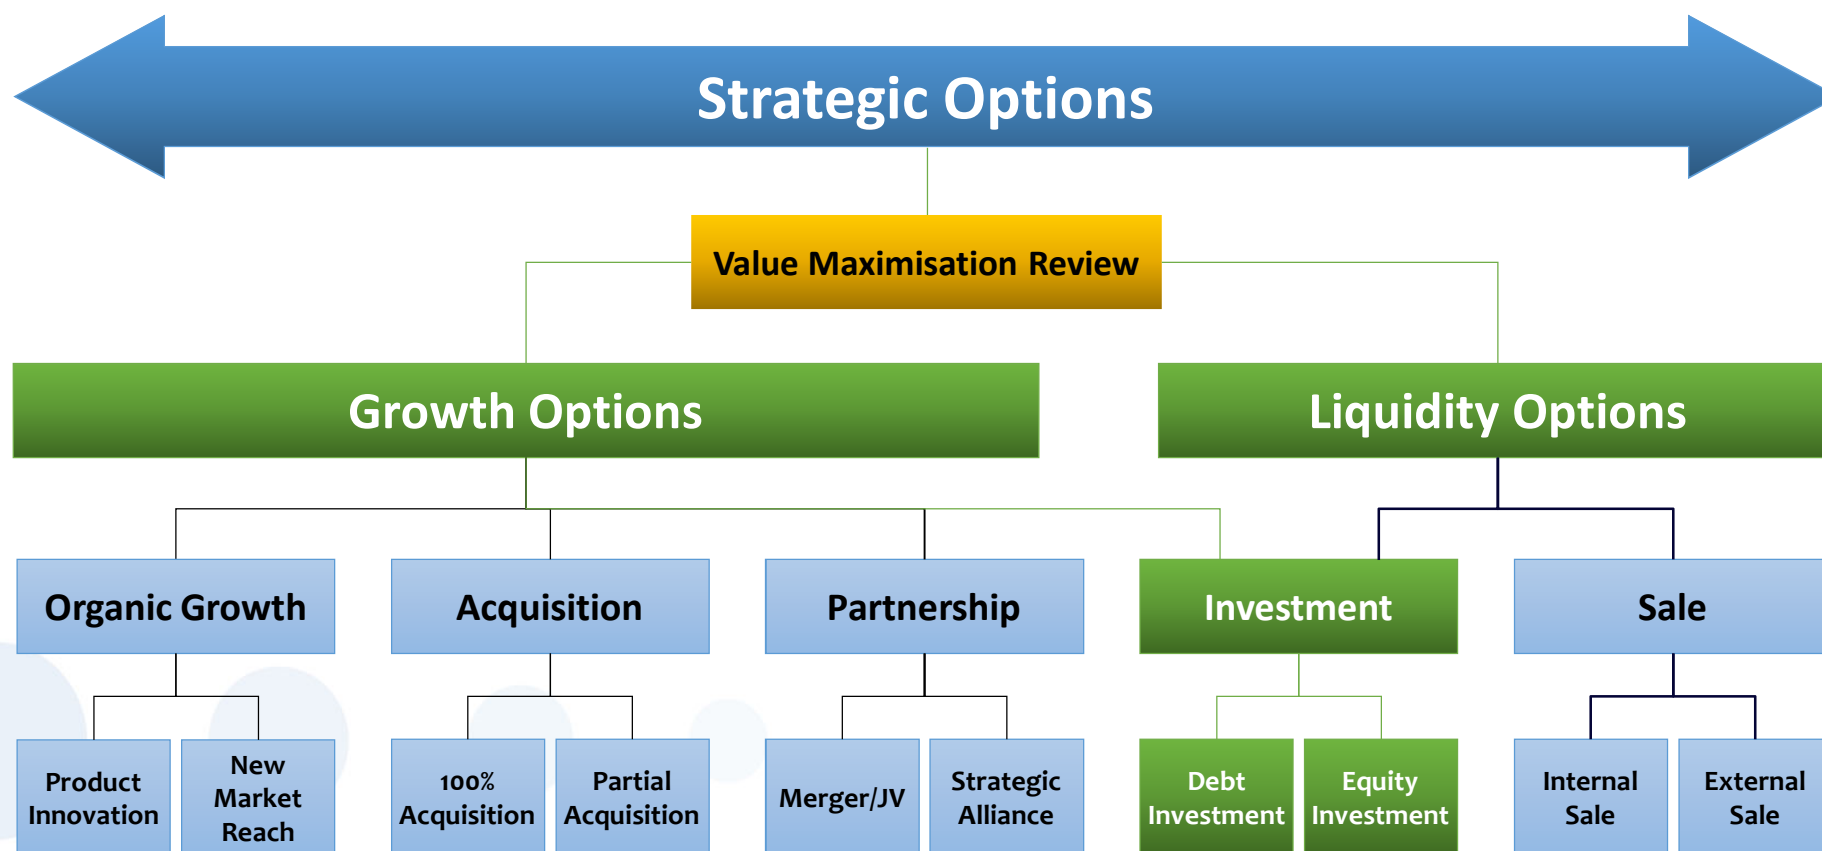 Strategic Options
Value Maximisation Review
Growth Options
Liquidity Options
Organic Growth
Acquisition
Partnership
Investment
Sale
Product
Innovation
New
Market
Reach
100%
Acquisition
Partial
Acquisition
Merger/JV
Strategic
Alliance
Debt
Investment
Equity
Investment
Internal
Sale
External
Sale